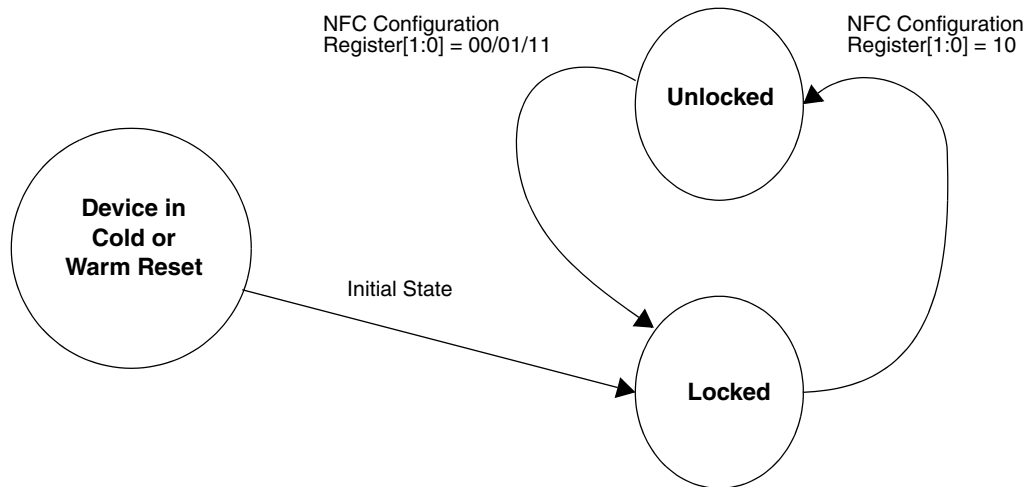 NFC Configuration
Register[1:0] = 00/01/11
NFC Configuration
Register[1:0] = 10
Unlocked
Device in
Cold or
Warm Reset
Initial State
Locked